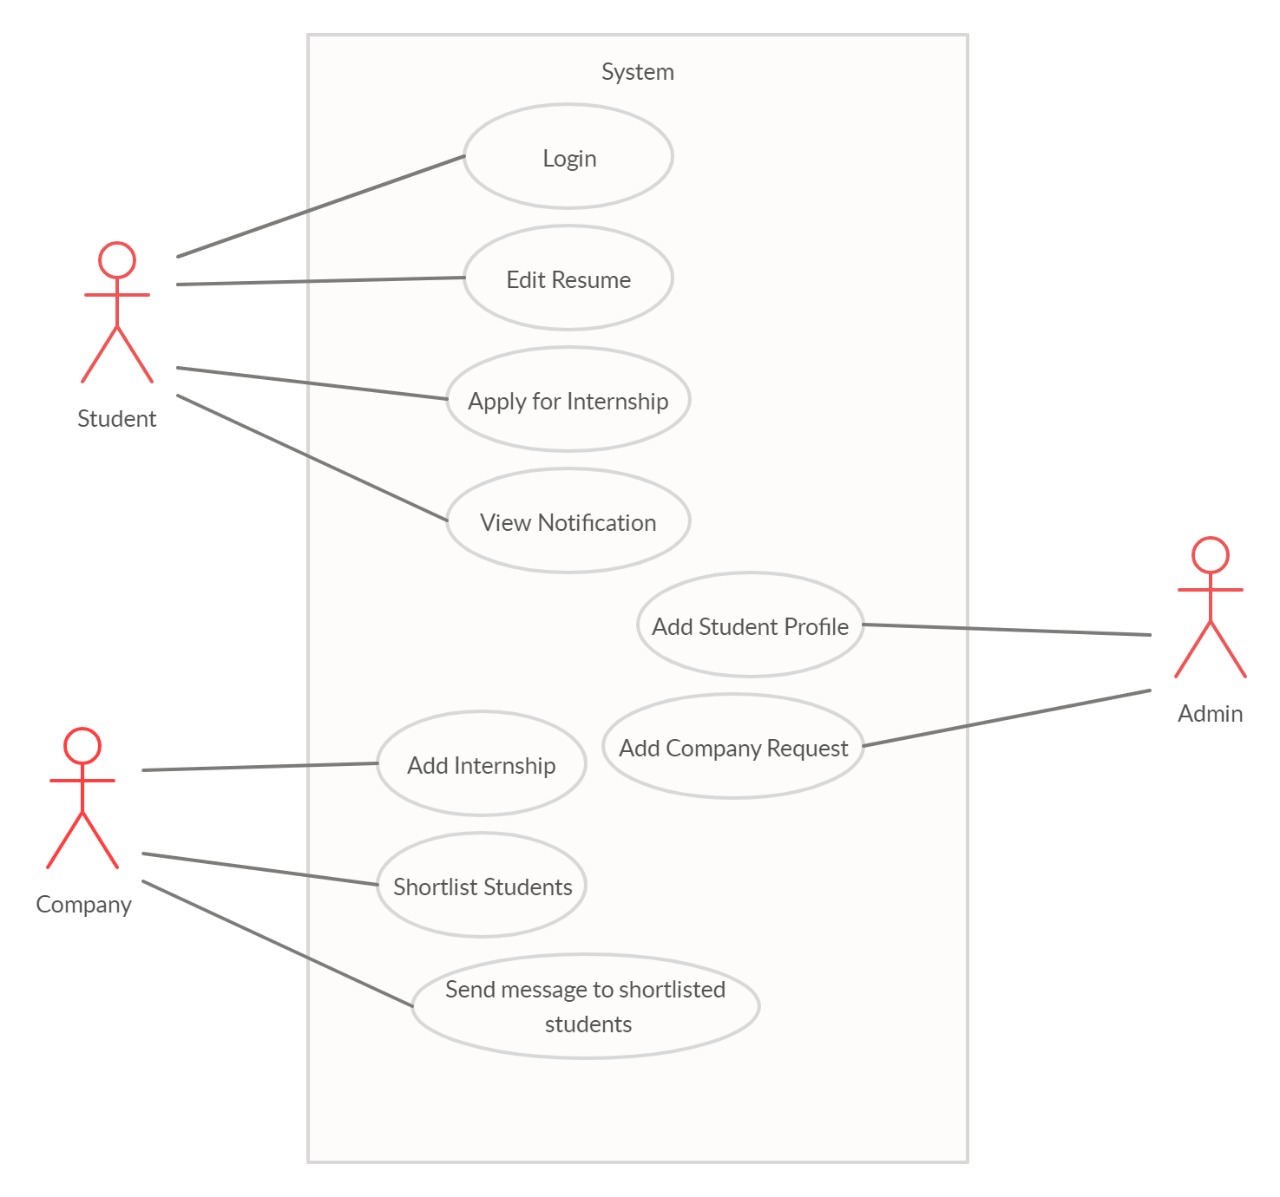 System
Login
Edit Resume
Student
Apply for Internship
View Notification
Add Student Profile
Admin
Add Company Request
Add Internship
Shortlist Students
Company
Send message to shortlisted
students